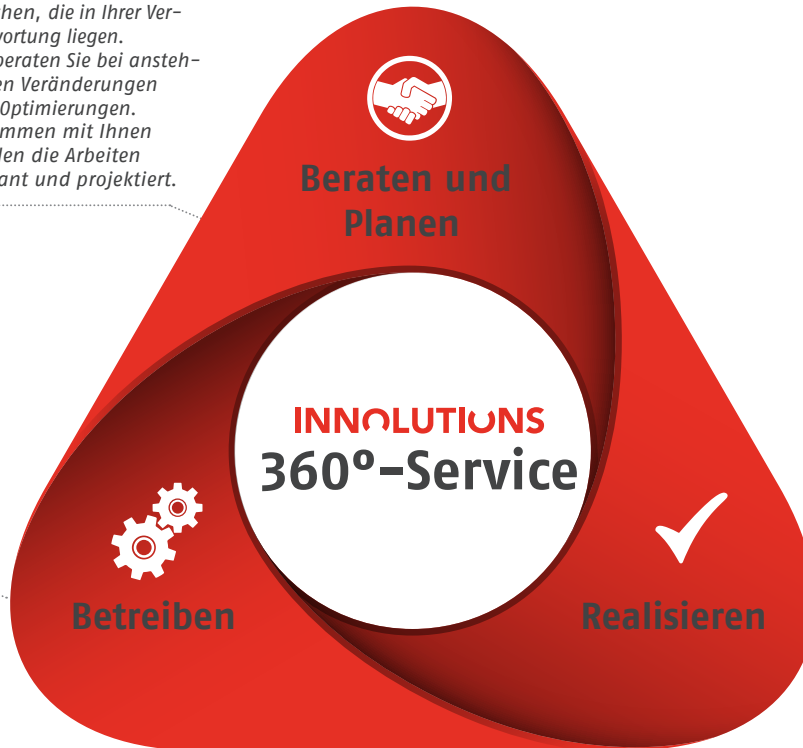 hen, die in Ihrer Ver-
wortung liegen.
beraten Sie bei ansteh-
en Veränderungen
Optimierungen.
mmen mit Ihnen
den die Arbeiten
ant und projektiert.
Beraten und
Planen
INNOLUTIONS
360°-Service
Betreiben
Realisieren